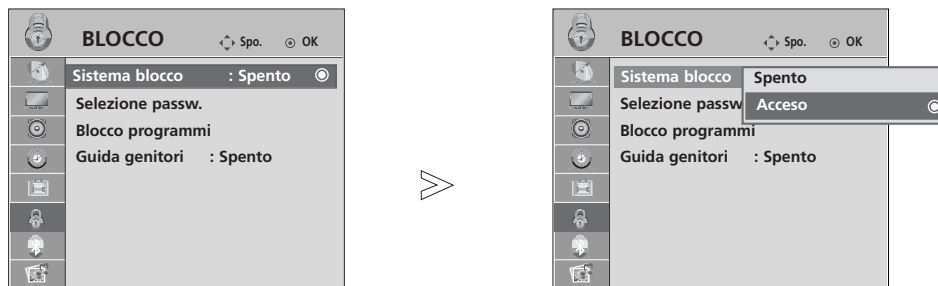 BLOCCO Spo. OK
Sistema blocco : Spento
Selezione passw.
Blocco programmi
Guida genitori : Spento
BLOCCO Spo. OK
Sistema blocco Spento
Selezione passw Acceso
Blocco programmi
Guida genitori : Spento